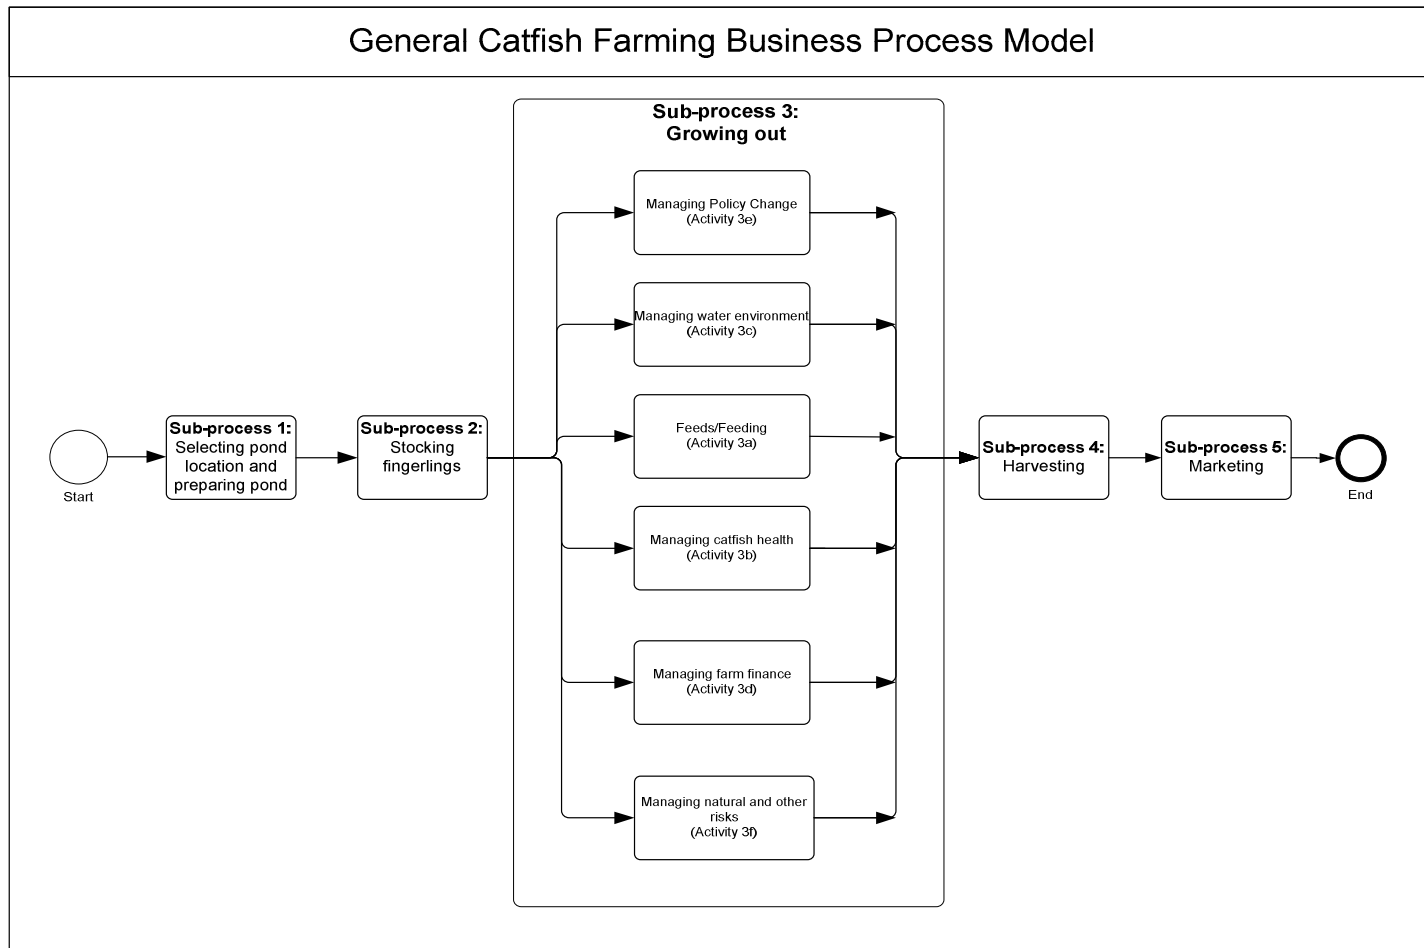 General Catfish Farming Business Process Model
Sub-process 3:
Growing out
Managing Policy Change
(Activity 3e)
Managing water environment
(Activity 3c)
Feeds/Feeding
(Activity 3a)
Managing catfish health
(Activity 3b)
Managing farm finance
(Activity 3d)
Managing natural and other
risks
(Activity 3f)
Start
Sub-process 1:
Selecting pond
location and
preparing pond
Sub-process 2:
Stocking
fingerlings
Sub-process 4:
Harvesting
Sub-process 5:
Marketing
End